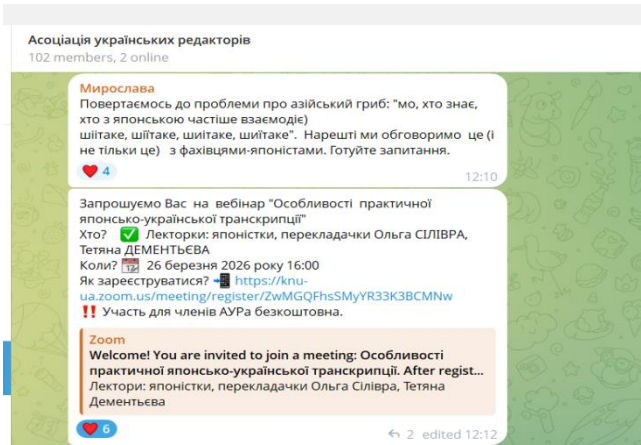 Асоціація українських редакторів
102 members, 2 online
Мирослава
Повертаємось до проблеми про азійський гриб: "мо, хто знає,
хто з японською частіше взаємодіє)
шіітаке, шіїтаке, шиітаке, шиїтаке". Нарешті ми обговоримо це (і
не тільки це) з фахівцями-японістами. Готуйте запитання.
❤️ 4
12:10
Запрошуємо Вас на вебінар "Особливості практичної
японсько-української транскрипції"
Хто? ✅ Лекторки: японістки, перекладачки Ольга СІЛІВРА,
Тетяна ДЕМЕНТЬЄВА
Коли? 📆 26 березня 2026 року 16:00
Як зареєструватися? 📲 https://knu-
ua.zoom.us/meeting/register/ZwMGQFhsSMyYR33K3BCMNw
‼️ Участь для членів АУРа безкоштовна.
Zoom
Welcome! You are invited to join a meeting: Особливості
практичної японсько-української транскрипції. After regist...
Лектори: японістки, перекладачки Ольга Сілівра, Тетяна
Дементьєва
❤️ 6
2 edited 12:12